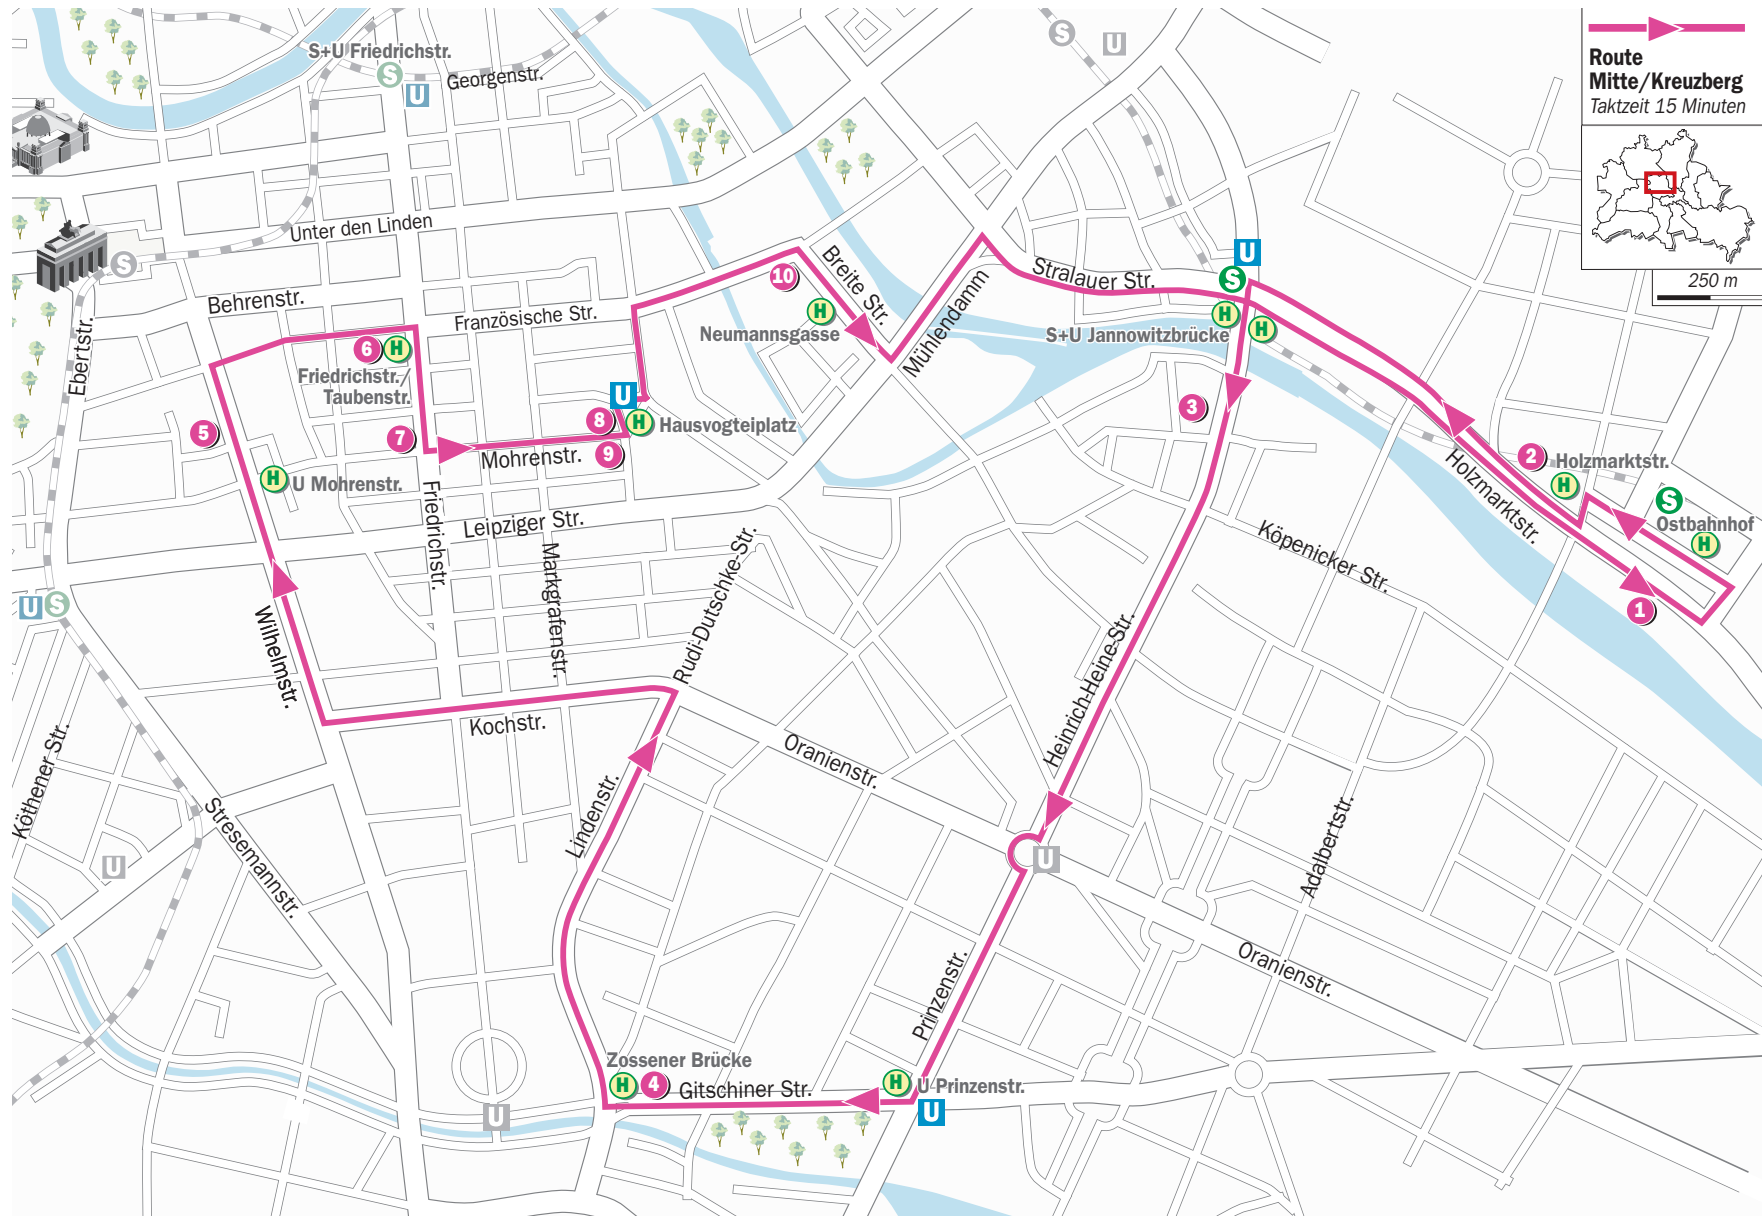 Route
Mitte/Kreuzberg
Taktzeit 15 Minuten
250 m
S+U Friedrichstr.
S
U
Georgenstr.
S
U
Unter den Linden
S
Behrenstr.
Französische Str.
Ebertstr.
6
H
Friedrichstr./
Taubenstr.
5
7
H
U Mohrenstr.
Mohrenstr.
U
8
H
Hausvogteiplatz
9
10
Breite Str.
H
Neumannsgasse
Mühlendamm
Stralauer Str.
U
S
H
H
S+U Jannowitzbrücke
3
2
Holzmarktstr.
H
Holzmarktstr.
S
Ostbahnhof
H
1
Friedrichstr.
Leipziger Str.
Markgrafenstr.
Rudi-Dutschke-Str.
Köpenicker Str.
U
S
Wilhelmstr.
Kochstr.
Heinrich-Heine-Str.
Oranienstr.
Köthener Str.
Stresemannstr.
Lindenstr.
Adalbertstr.
U
U
Oranienstr.
Prinzenstr.
Zossener Brücke
H
4
Gitschiner Str.
H
U Prinzenstr.
U
U